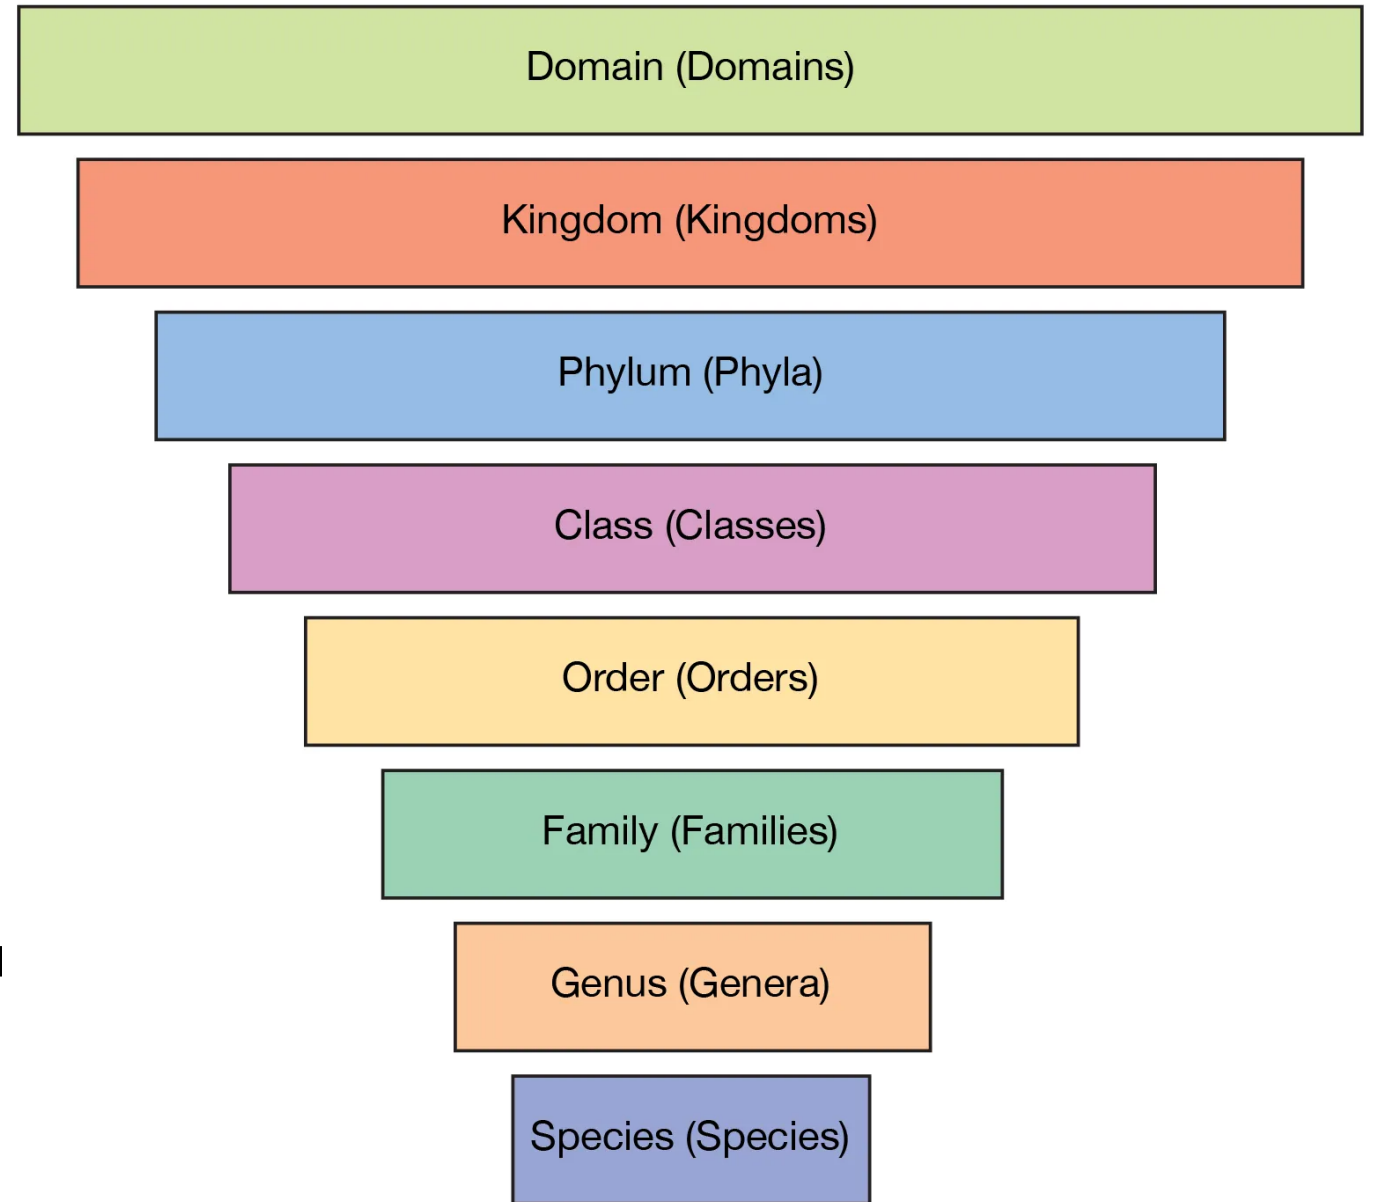 Domain (Domains)
Kingdom (Kingdoms)
Phylum (Phyla)
Class (Classes)
Order (Orders)
Family (Families)
Genus (Genera)
Species (Species)